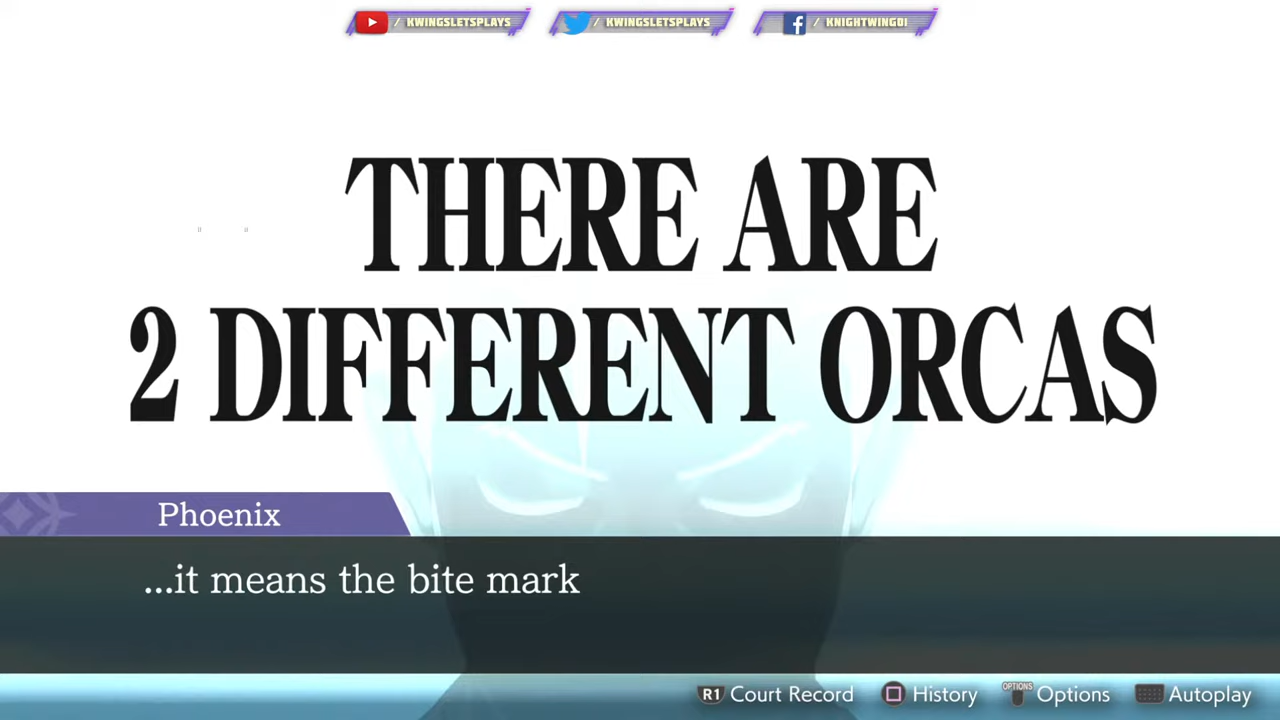 / KWINGSLETSPLAYS / KWINGSLETSPLAYS / KNIGHTWING01
THERE ARE
2 DIFFERENT ORCAS
Phoenix
...it means the bite mark
R1 Court Record History OPTIONS Options Autoplay